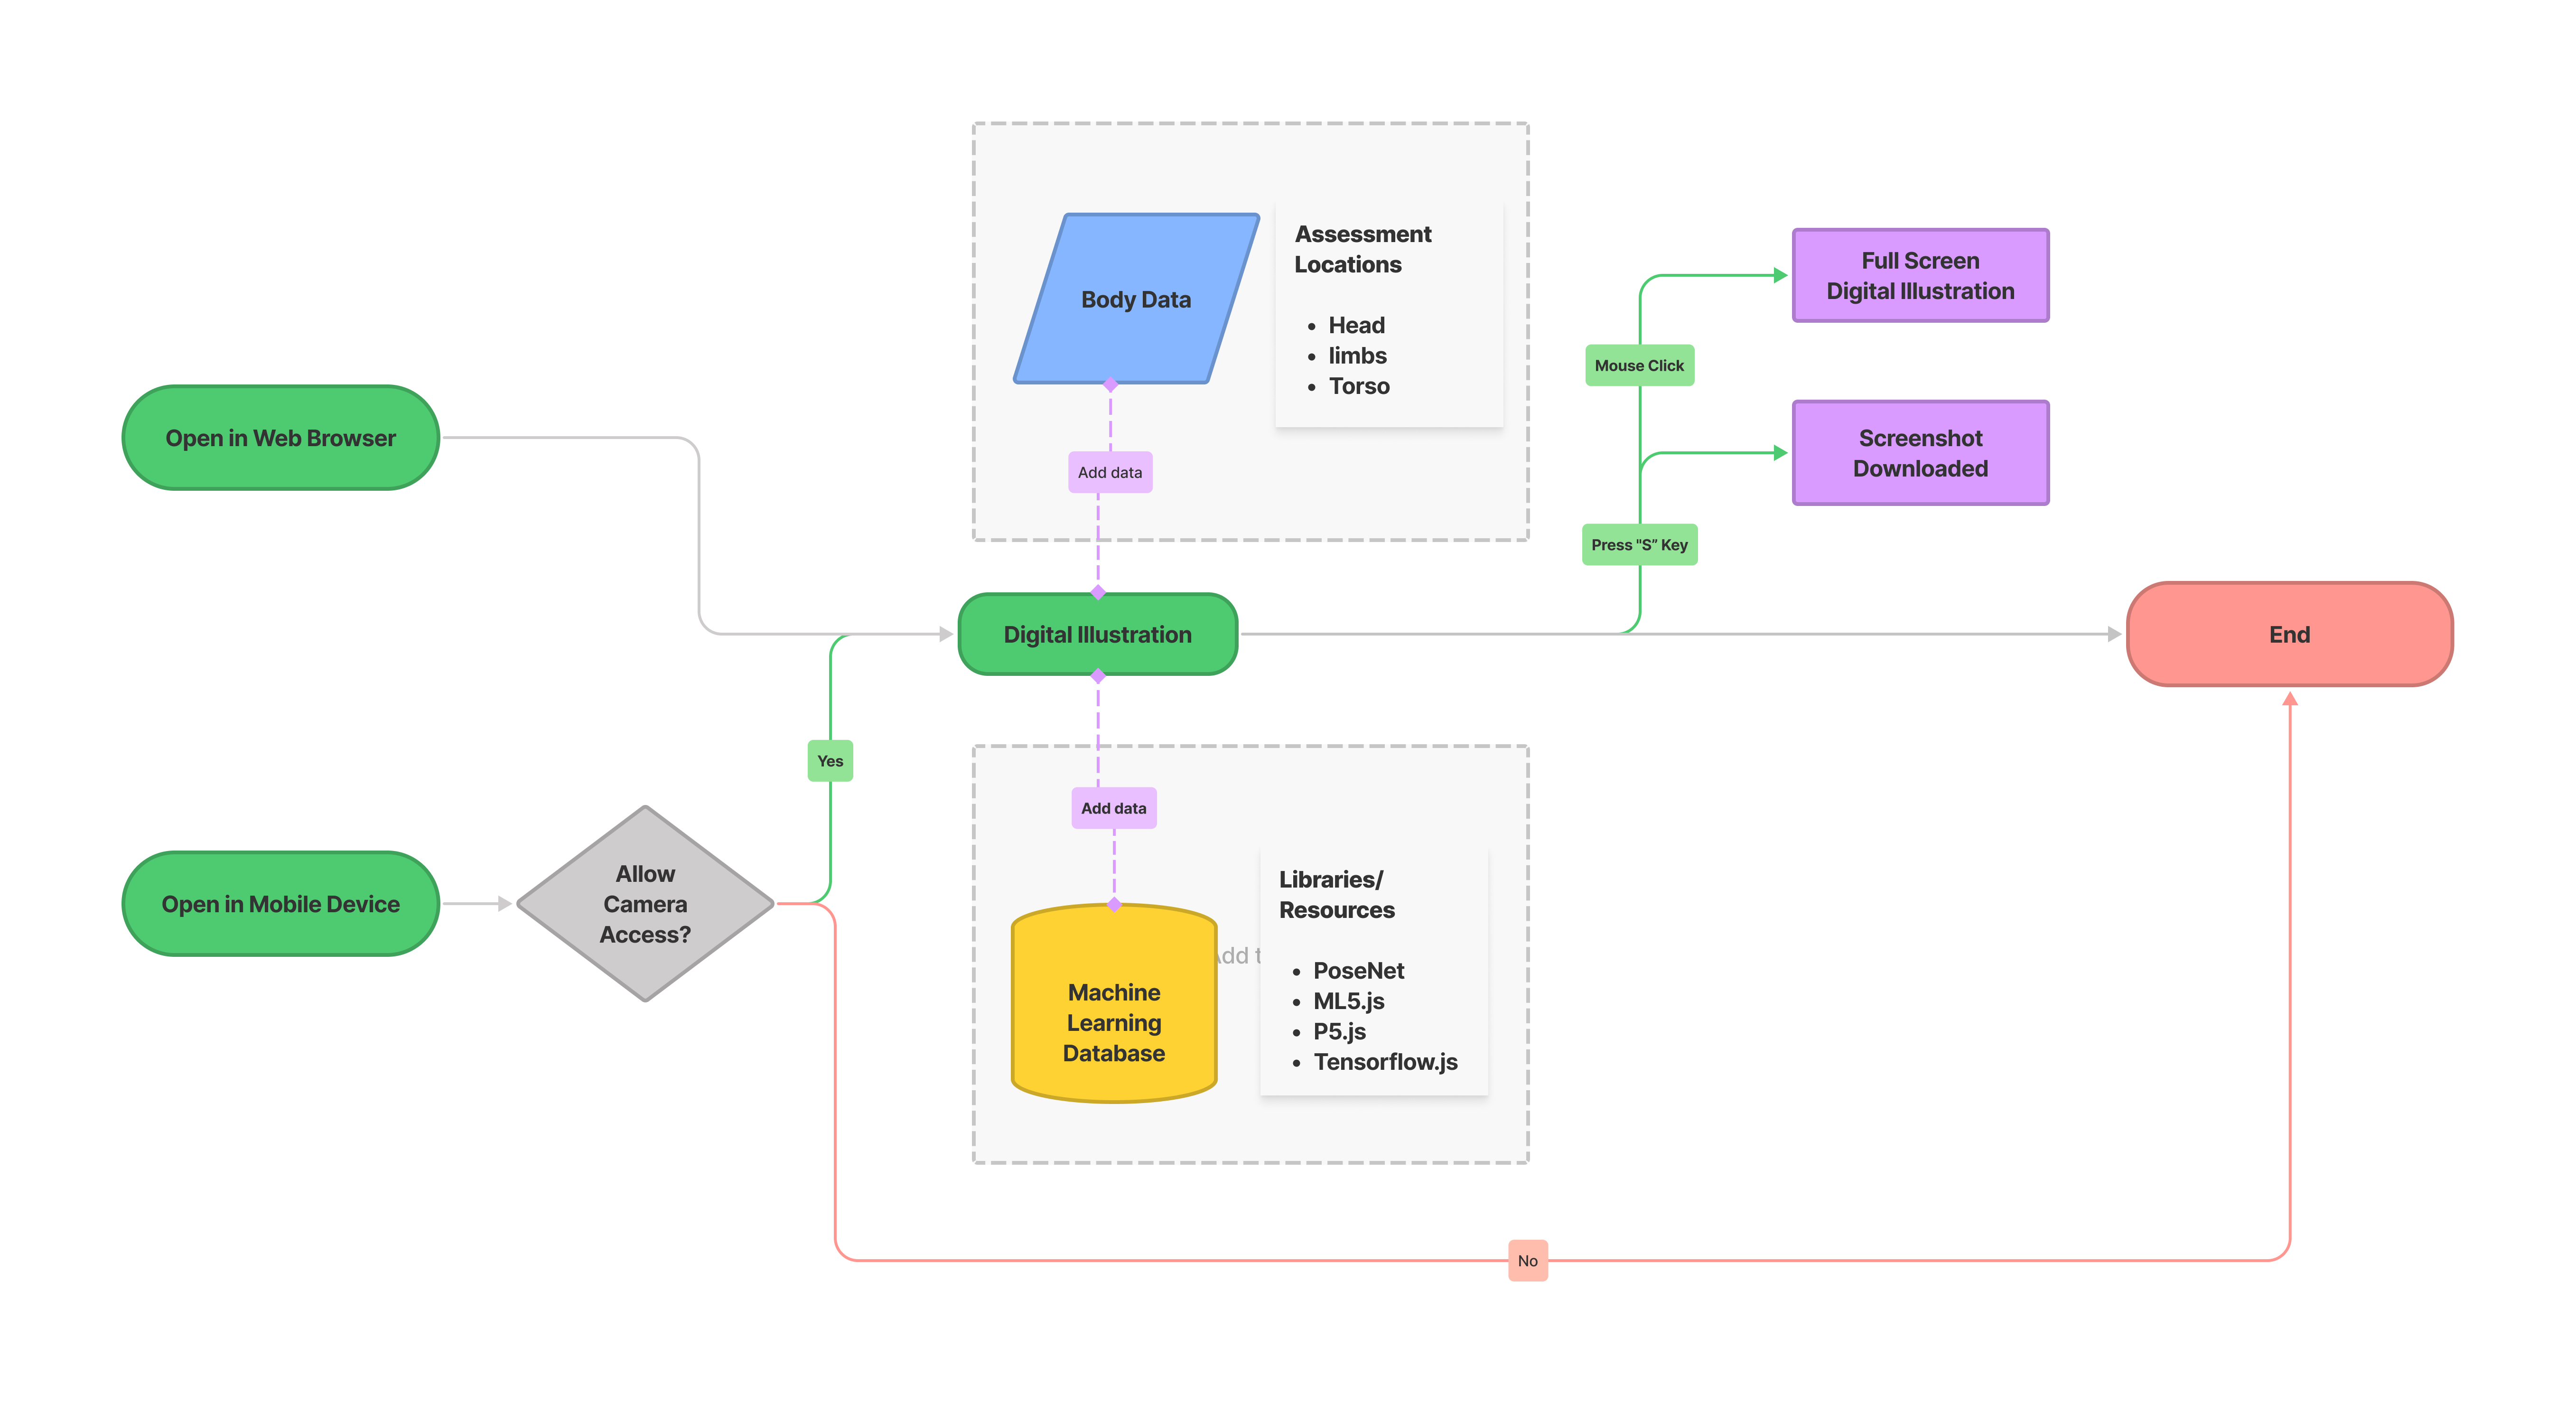 Assessment
Locations
• Head
• limbs
• Torso
Body Data
Add data
Full Screen
Digital Illustration
Mouse Click
Screenshot
Downloaded
Press "S” Key
Open in Web Browser
Digital Illustration
End
Yes
Open in Mobile Device
Allow
Camera
Access?
Add data
Machine
Learning
Database
Add t
Libraries/
Resources
• PoseNet
• ML5.js
• P5.js
• Tensorflow.js
No